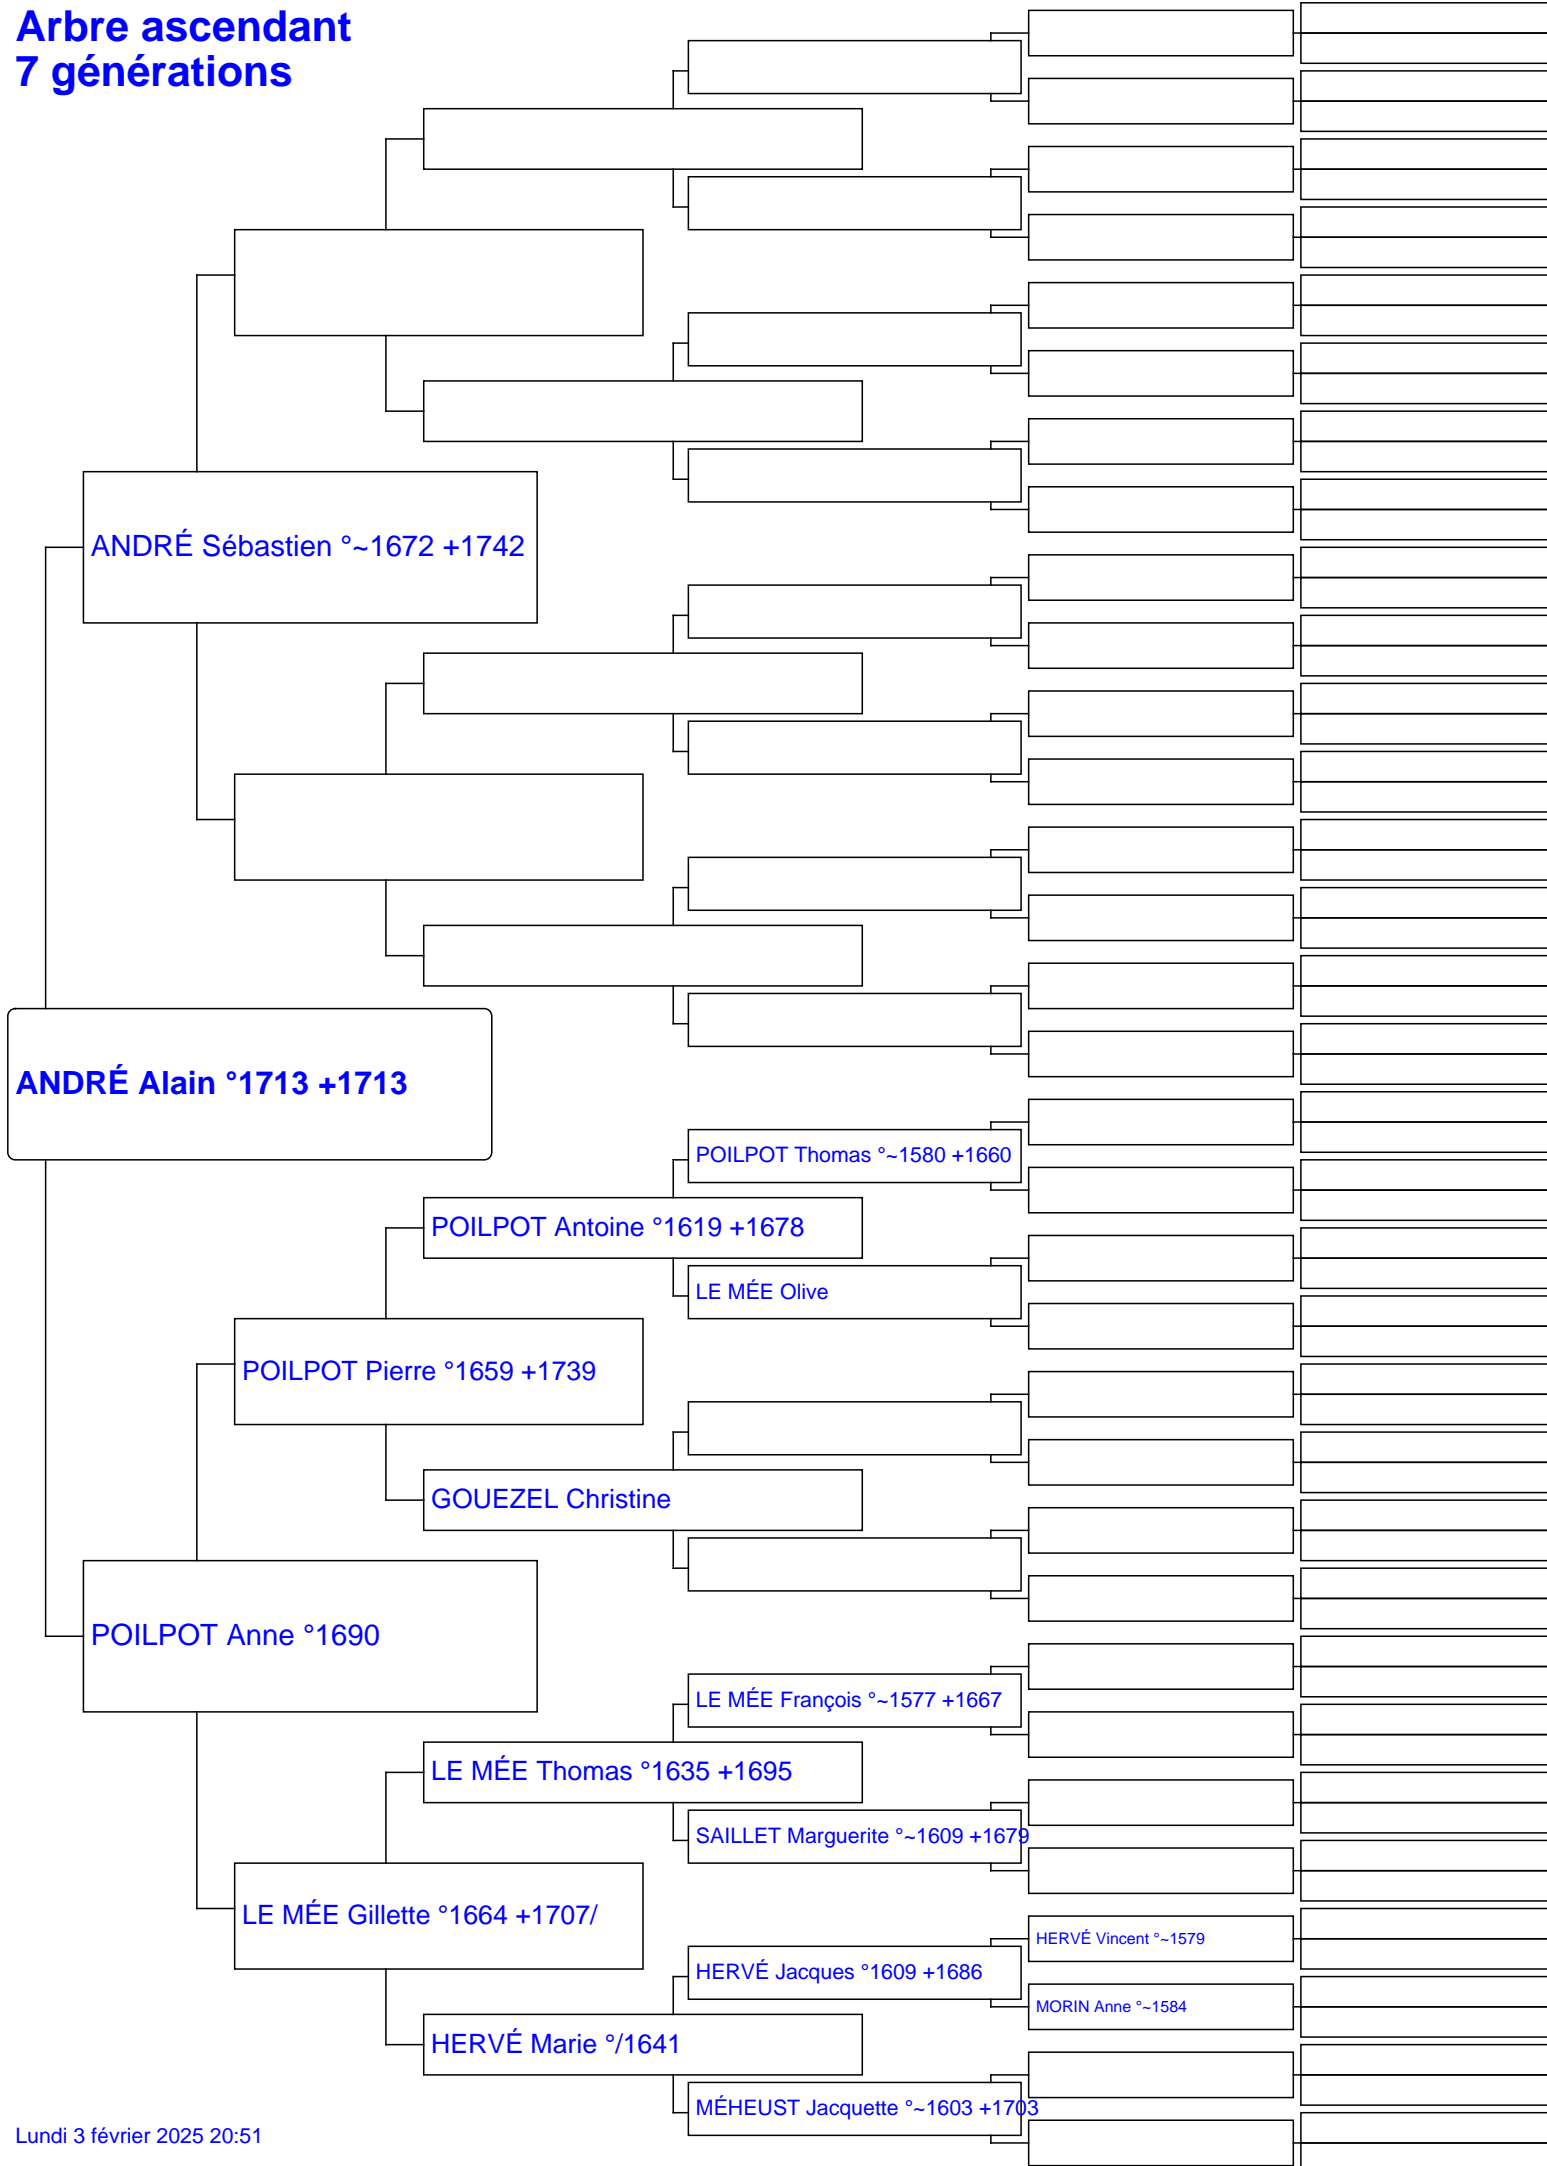 Arbre ascendant
7 générations
ANDRÉ Sébastien °~1672 +1742
ANDRÉ Alain °1713 +1713
POILPOT Thomas °~1580 +1660
POILPOT Antoine °1619 +1678
LE MÉE Olive
POILPOT Pierre °1659 +1739
GOUEZEL Christine
POILPOT Anne °1690
LE MÉE François °~1577 +1667
LE MÉE Thomas °1635 +1695
SAILLET Marguerite °~1609 +1679
LE MÉE Gillette °1664 +1707/
HERVÉ Vincent °~1579
HERVÉ Jacques °1609 +1686
MORIN Anne °~1584
HERVÉ Marie °/1641
MÉHEUST Jacquette °~1603 +1703
Lundi 3 février 2025 20:51